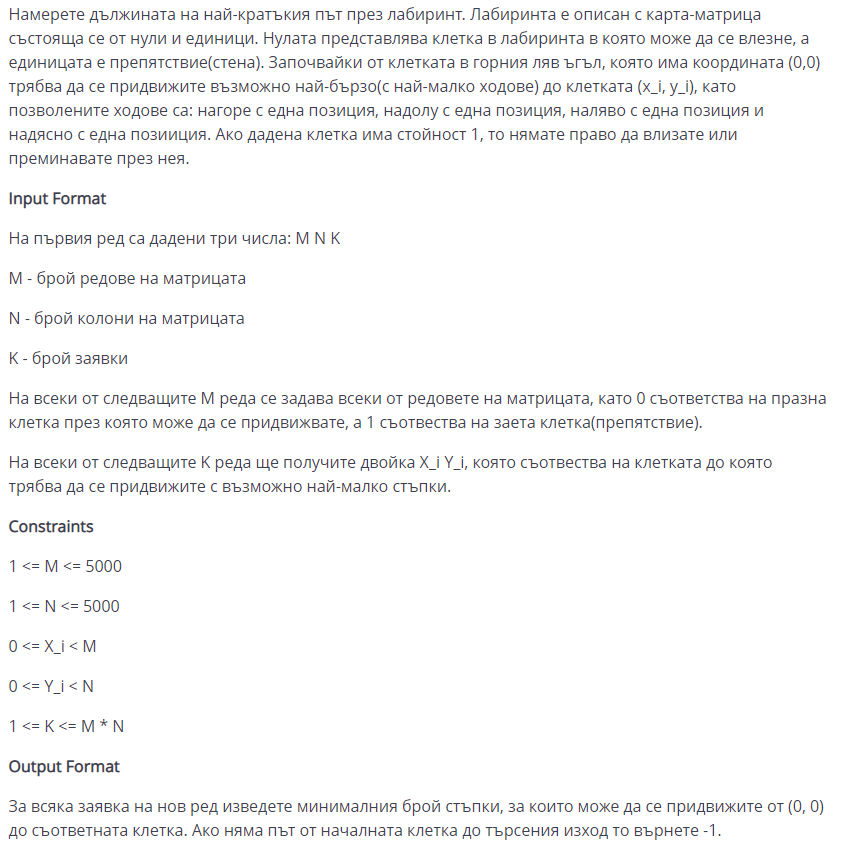 Намерете дължината на най-кратъкия път през лабиринт. Лабиринта е описан с карта-матрица
състояща се от нули и единици. Нулата представлява клетка в лабиринта в която може да се влезне, а
единицата е препятствие(стена). Започвайки от клетката в горния ляв ъгъл, която има координата (0,0)
трябва да се придвижите възможно най-бързо(с най-малко ходове) до клетката (x_i, y_i), като
позволените ходове са: нагоре с една позиция, надолу с една позиция, наляво с една позиция и
надясно с една позииция. Ако дадена клетка има стойност 1, то нямате право да влизате или
преминавате през нея.
Input Format
На първия ред са дадени три числа: M N K
M - брой редове на матрицата
N - брой колони на матрицата
K - брой заявки
На всеки от следващите M реда се задава всеки от редовете на матрицата, като 0 съответства на празна
клетка през която може да се придвижвате, а 1 съотвества на заета клетка(препятствие).
На всеки от следващите K реда ще получите двойка X_i Y_i, която съотвества на клетката до която
трябва да се придвижите с възможно най-малко стъпки.
Constraints
1 <= M <= 5000
1 <= N <= 5000
0 <= X_i < M
0 <= Y_i < N
1 <= K <= M * N
Output Format
За всяка заявка на нов ред изведете минималния брой стъпки, за които може да се придвижите от (0, 0)
до съответната клетка. Ако няма път от началната клетка до търсения изход то върнете -1.